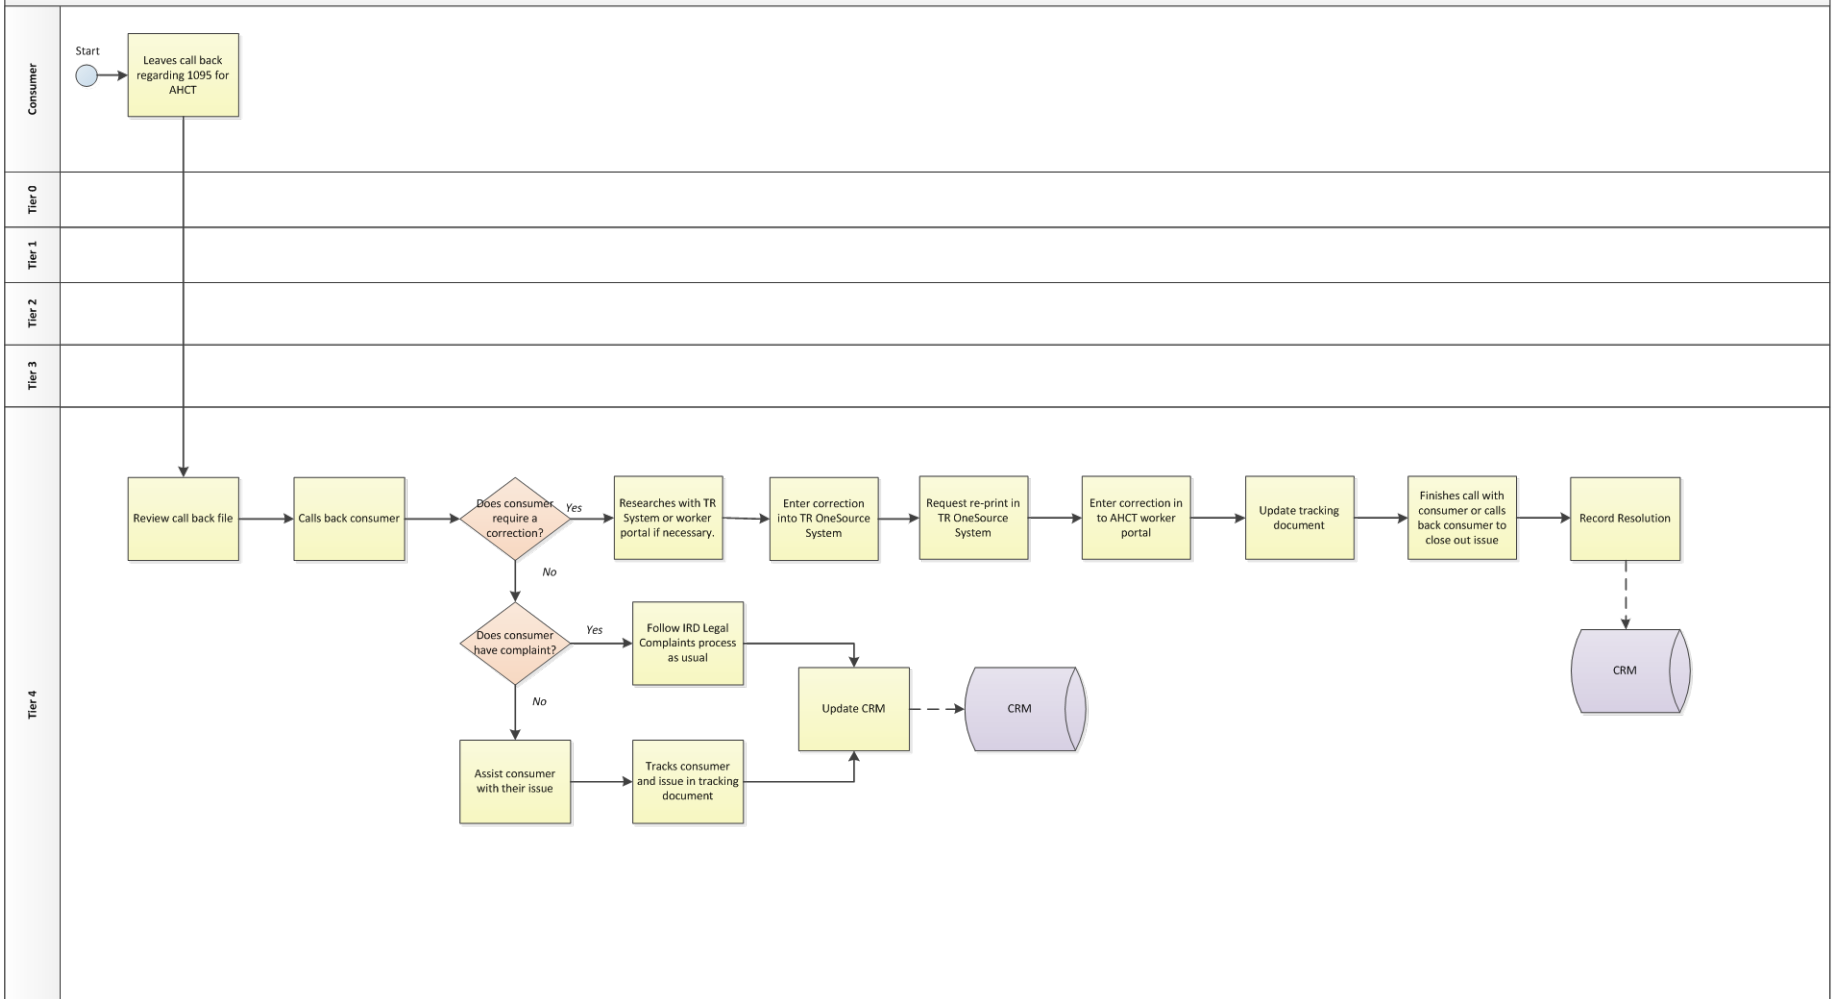 Consumer
Start
Leaves call back
regarding 1095 for
AHCT
Tier 0
Tier 1
Tier 2
Tier 3
Tier 4
Review call back file
Calls back consumer
Does consumer
require a
correction?
Yes
Researches with TR
System or worker
portal if necessary.
Enter correction
into TR OneSource
System
Request re-print in
TR OneSource
System
Enter correction in
to AHCT worker
portal
Update tracking
document
Finishes call with
consumer or calls
back consumer to
close out issue
Record Resolution
No
Does consumer
have complaint?
Yes
Follow IRD Legal
Complaints process
as usual
Update CRM
CRM
CRM
No
Assist consumer
with their issue
Tracks consumer
and issue in tracking
document